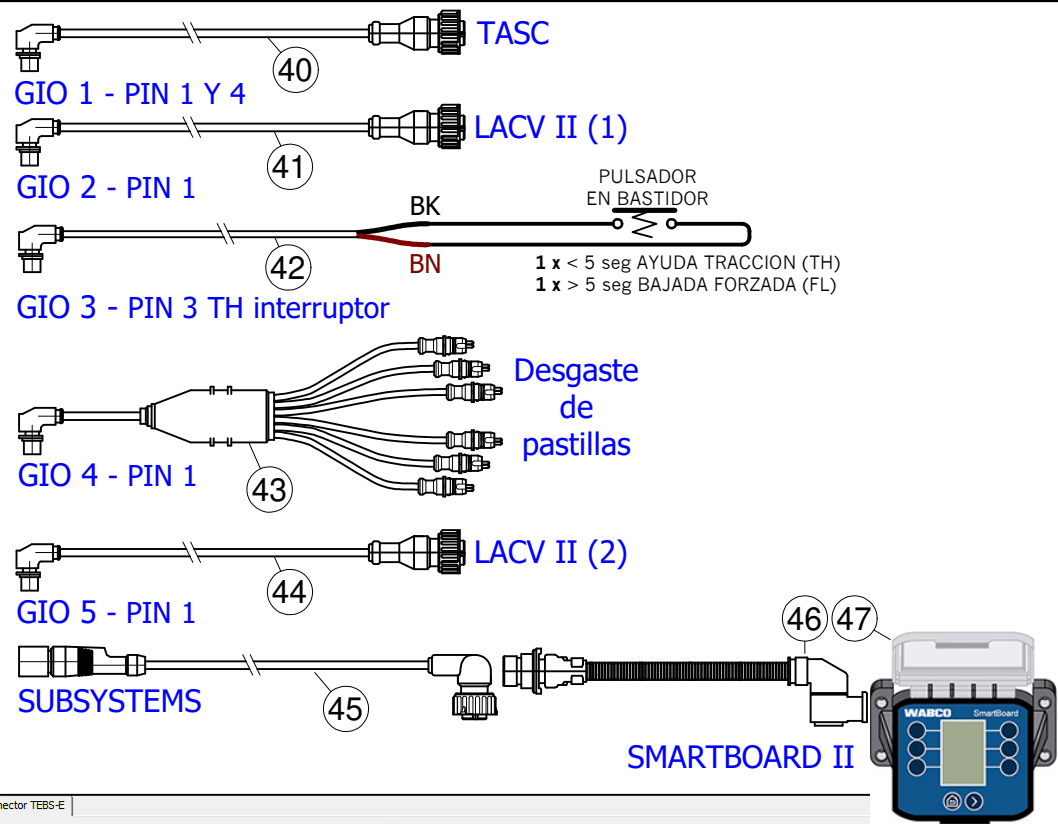 TASC
40
GIO 1 - PIN 1 Y 4
LACV II (1)
41
GIO 2 - PIN 1
PULSADOR
EN BASTIDOR
BK
BN
42
1 x < 5 seg AYUDA TRACCION (TH)
1 x > 5 seg BAJADA FORZADA (FL)
GIO 3 - PIN 3 TH interruptor
Desgaste
de
pastillas
GIO 4 - PIN 1
43
LACV II (2)
44
GIO 5 - PIN 1
46 47
SUBSYSTEMS
45
WABCO SmartBoard
SMARTBOARD II
nector TEBS-E